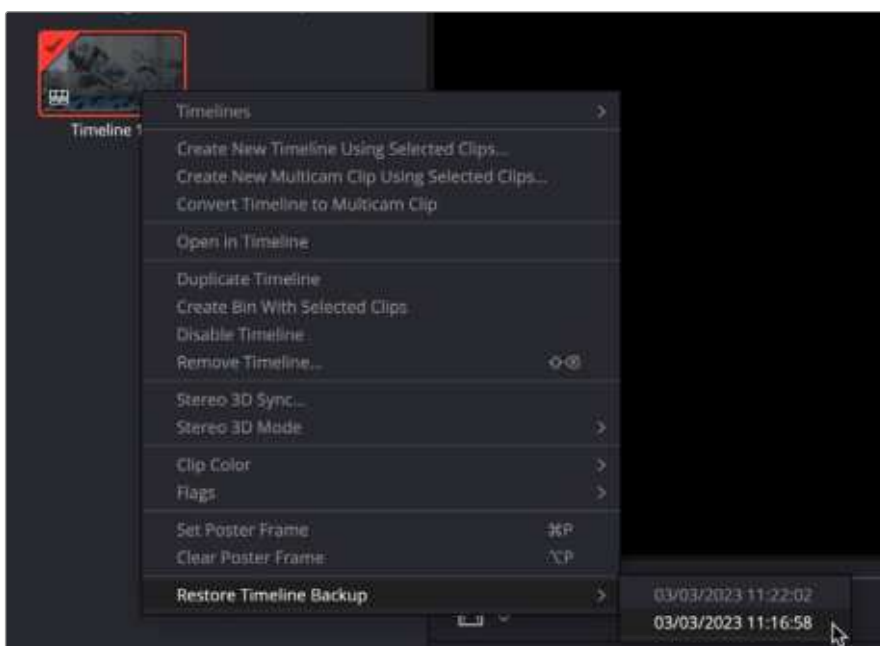 Timeline 1
Timelines
Create New Timeline Using Selected Clips...
Create New Multicam Clip Using Selected Clips...
Convert Timeline to Multicam Clip
Open in Timeline
Duplicate Timeline
Create Bin With Selected Clips
Disable Timeline
Remove Timeline... ⇧⌫
Stereo 3D Sync...
Stereo 3D Mode
Clip Color
Flags
Set Poster Frame ⌘P
Clear Poster Frame ⌥P
Restore Timeline Backup
03/03/2023 11:22:02
03/03/2023 11:16:58